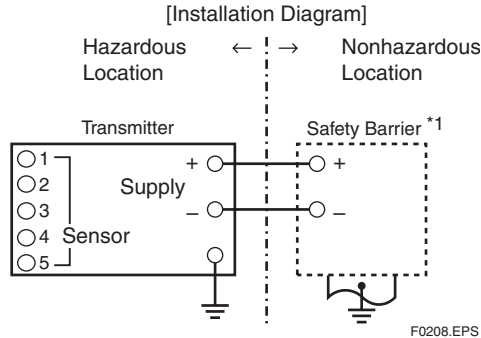 [Installation Diagram]
Hazardous Location ← → Nonhazardous Location
Transmitter
Safety Barrier *1
1
2
3
4
5
Sensor
Supply
+
–
+
–
F0208.EPS